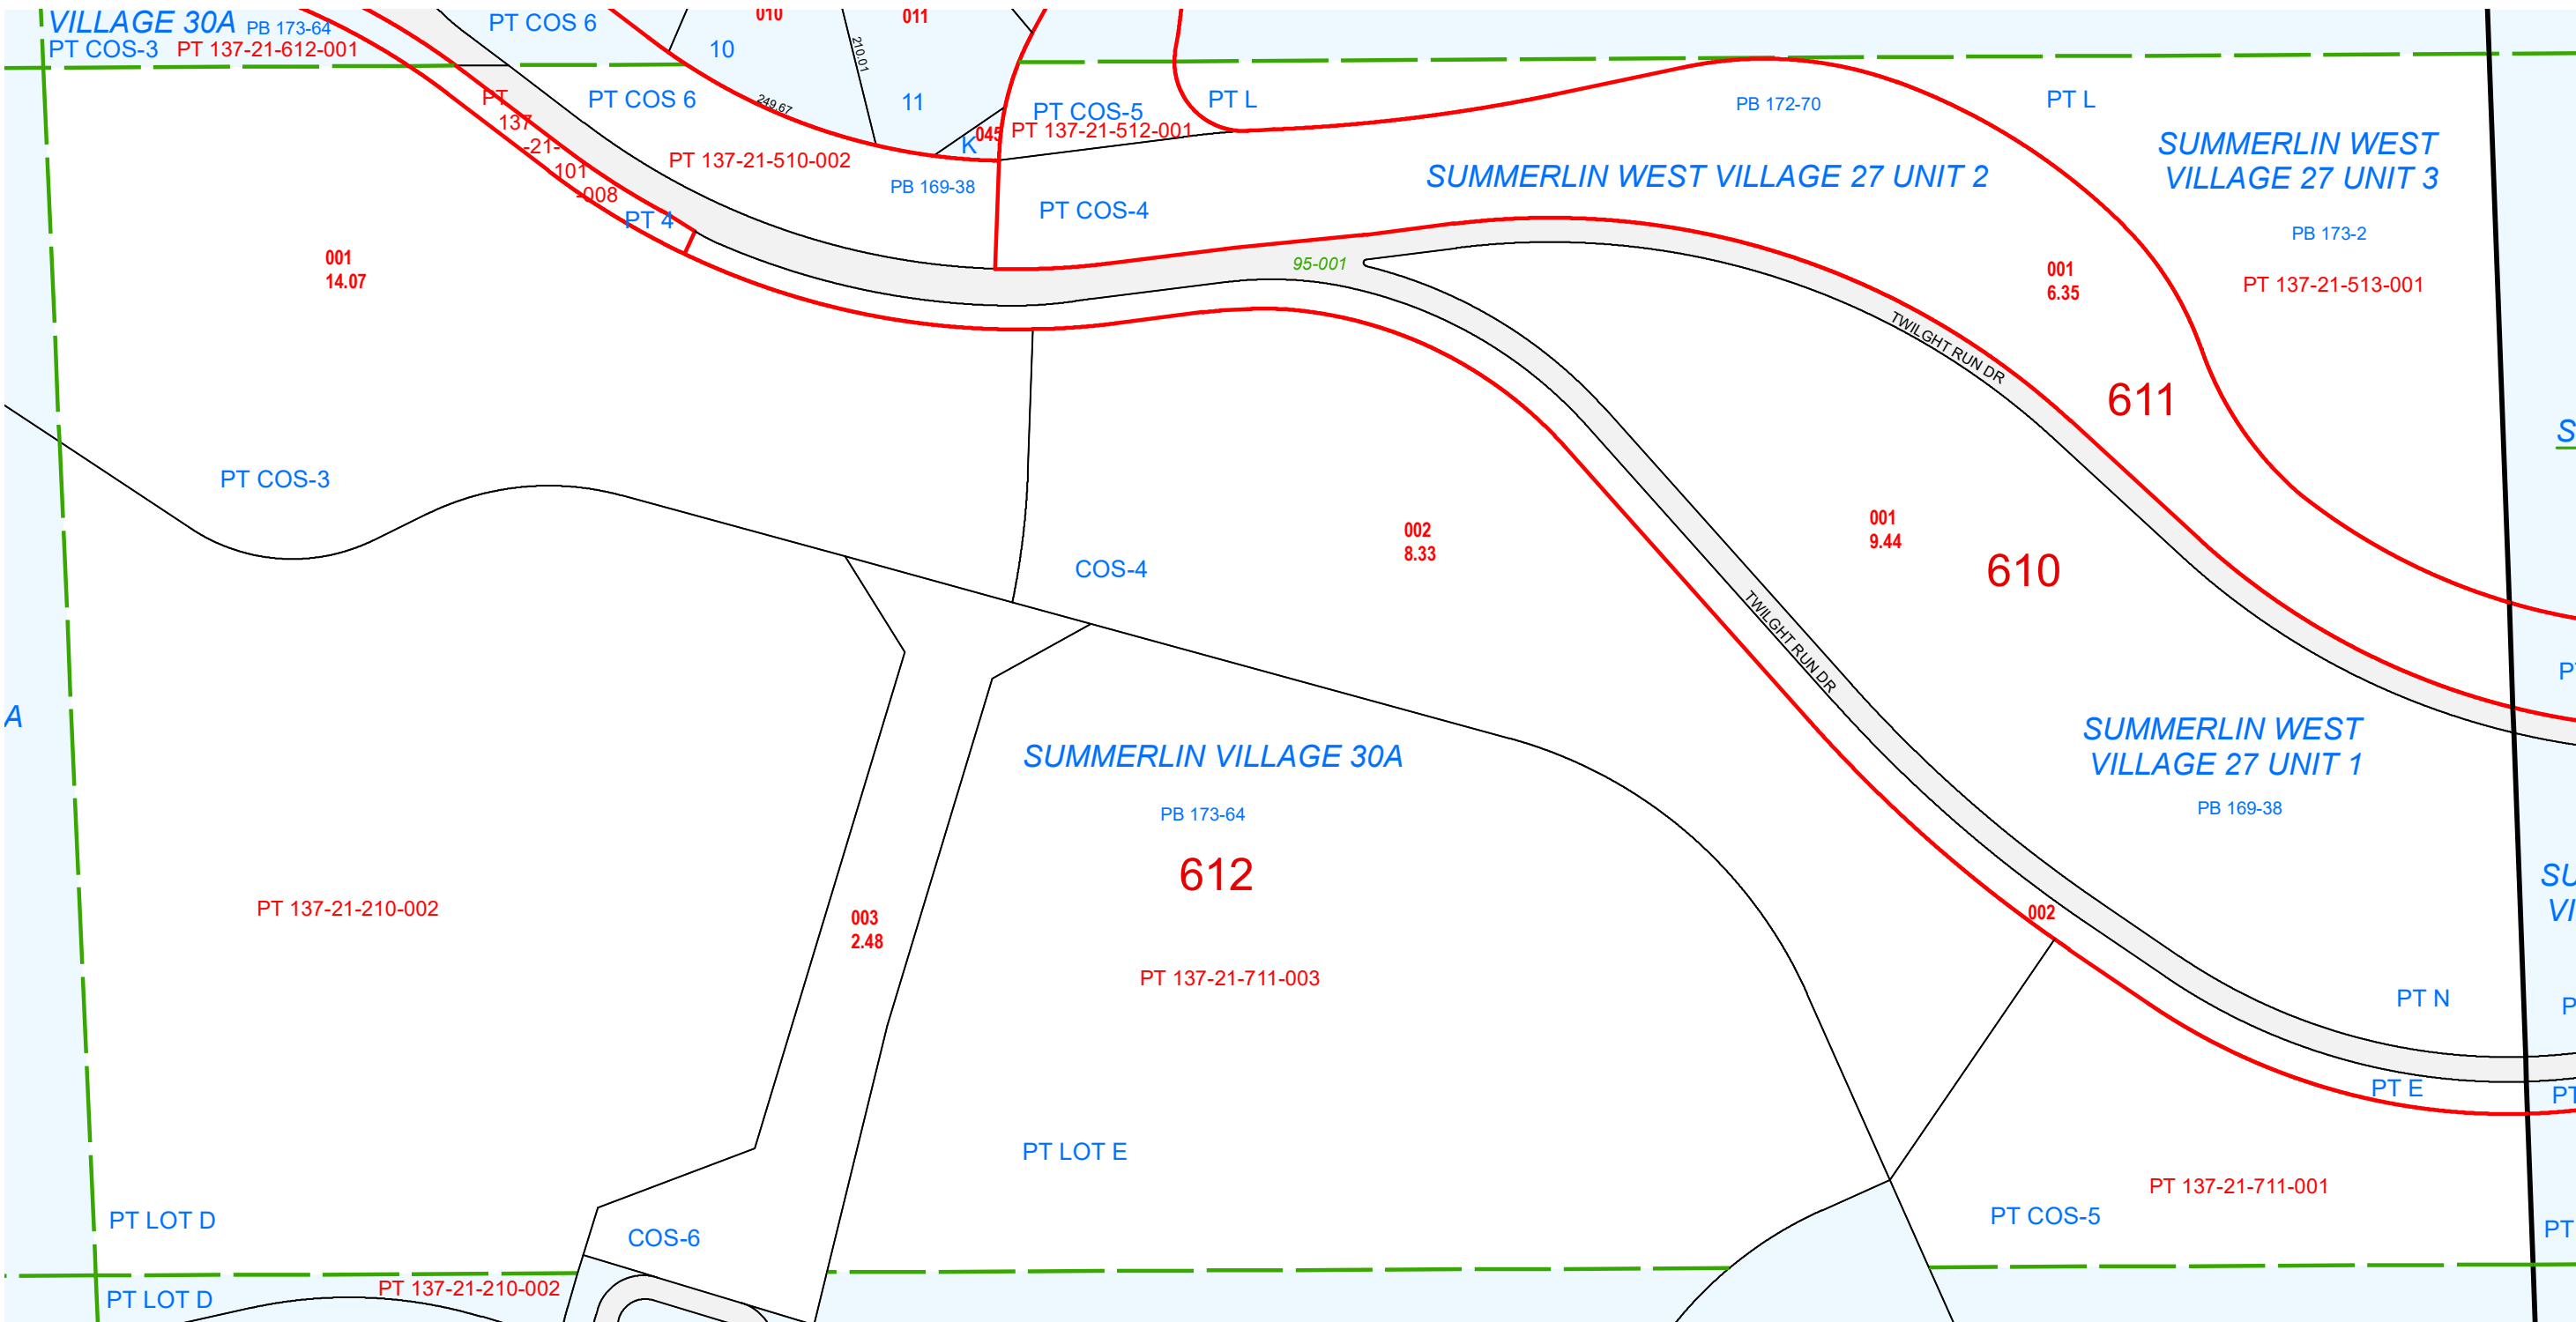 VILLAGE 30A PB 173-64
PT COS-3 PT 137-21-612-001
PT COS 6
010
011
10
210.01
PT COS 6
249.67
11
K
045
PT COS-5
PT 137-21-512-001
PT L
PB 172-70
PT L
SUMMERLIN WEST
VILLAGE 27 UNIT 3
PB 173-2
PT 137-21-513-001
PT
137
-21-
101
-008
PT 4
PT 137-21-510-002
PB 169-38
PT COS-4
SUMMERLIN WEST VILLAGE 27 UNIT 2
95-001
001
14.07
001
6.35
TWILGHT RUN DR
611
PT COS-3
002
8.33
COS-4
001
9.44
610
TWILGHT RUN DR
A
SUMMERLIN VILLAGE 30A
PB 173-64
612
SUMMERLIN WEST
VILLAGE 27 UNIT 1
PB 169-38
PT 137-21-210-002
003
2.48
PT 137-21-711-003
002
PT N
PT E
PT
PT LOT E
PT 137-21-711-001
PT COS-5
PT
PT LOT D
COS-6
PT 137-21-210-002
PT LOT D